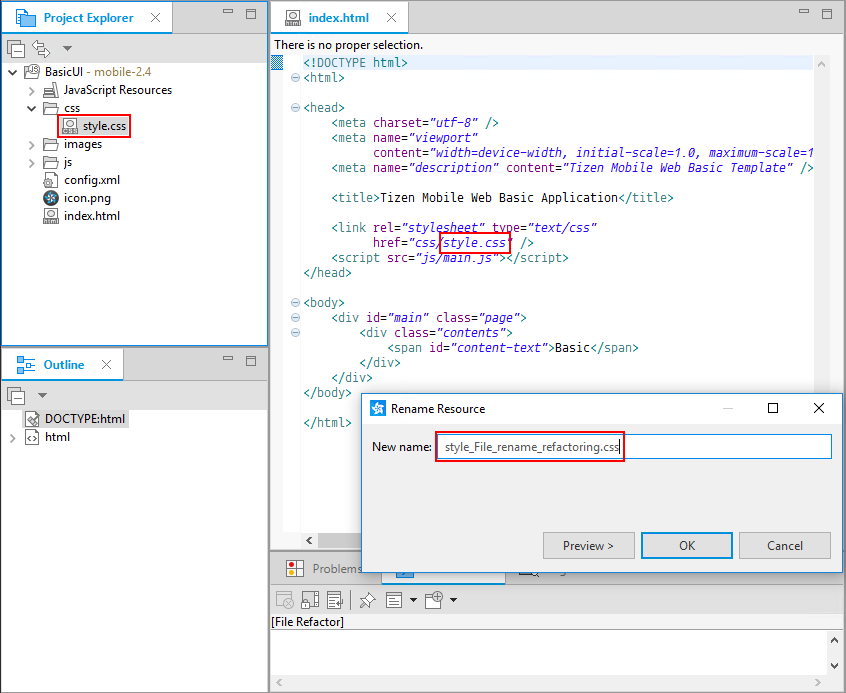 Project Explorer
BasicUI - mobile-2.4
JavaScript Resources
css
style.css
images
js
config.xml
icon.png
index.html
Outline
DOCTYPE:html
html
index.html
There is no proper selection.
<!DOCTYPE html>
<html>
<head>
<meta charset="utf-8" />
<meta name="viewport"
content="width=device-width, initial-scale=1.0, maximum-scale=1
<meta name="description" content="Tizen Mobile Web Basic Template" />
<title>Tizen Mobile Web Basic Application</title>
<link rel="stylesheet" type="text/css"
href="css/style.css" />
<script src="js/main.js"></script>
</head>
<body>
<div id="main" class="page">
<div class="contents">
<span id="content-text">Basic</span>
</div>
</div>
</body>
</html>
Rename Resource
New name: style_File_rename_refactoring.css
Preview > OK Cancel
Problems
[File Refactor]